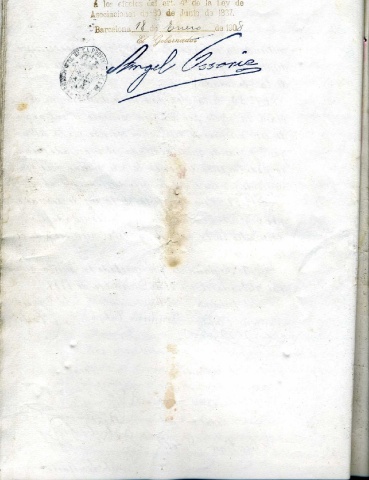 A los efectos del art. 4º de la Ley de
Asociaciones de 30 de Junio de 1887.
Barcelona 18 de Enero de 1908
El Gobernador
Angel Ossorio